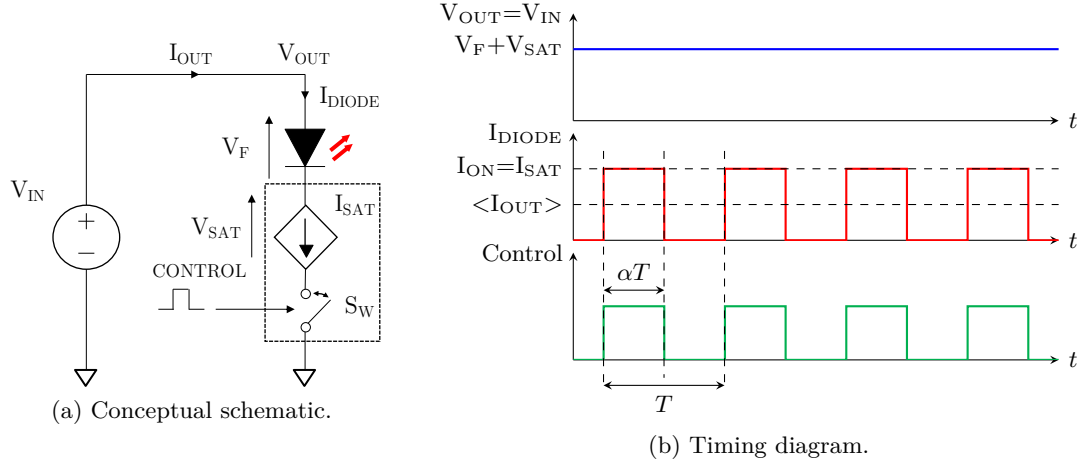 I_OUT
V_OUT
I_DIODE
V_F
V_IN
+
−
I_SAT
V_SAT
CONTROL
S_W
(a) Conceptual schematic.
V_OUT=V_IN
V_F+V_SAT
t
I_DIODE
I_ON=I_SAT
<I_OUT>
t
Control
αT
t
T
(b) Timing diagram.